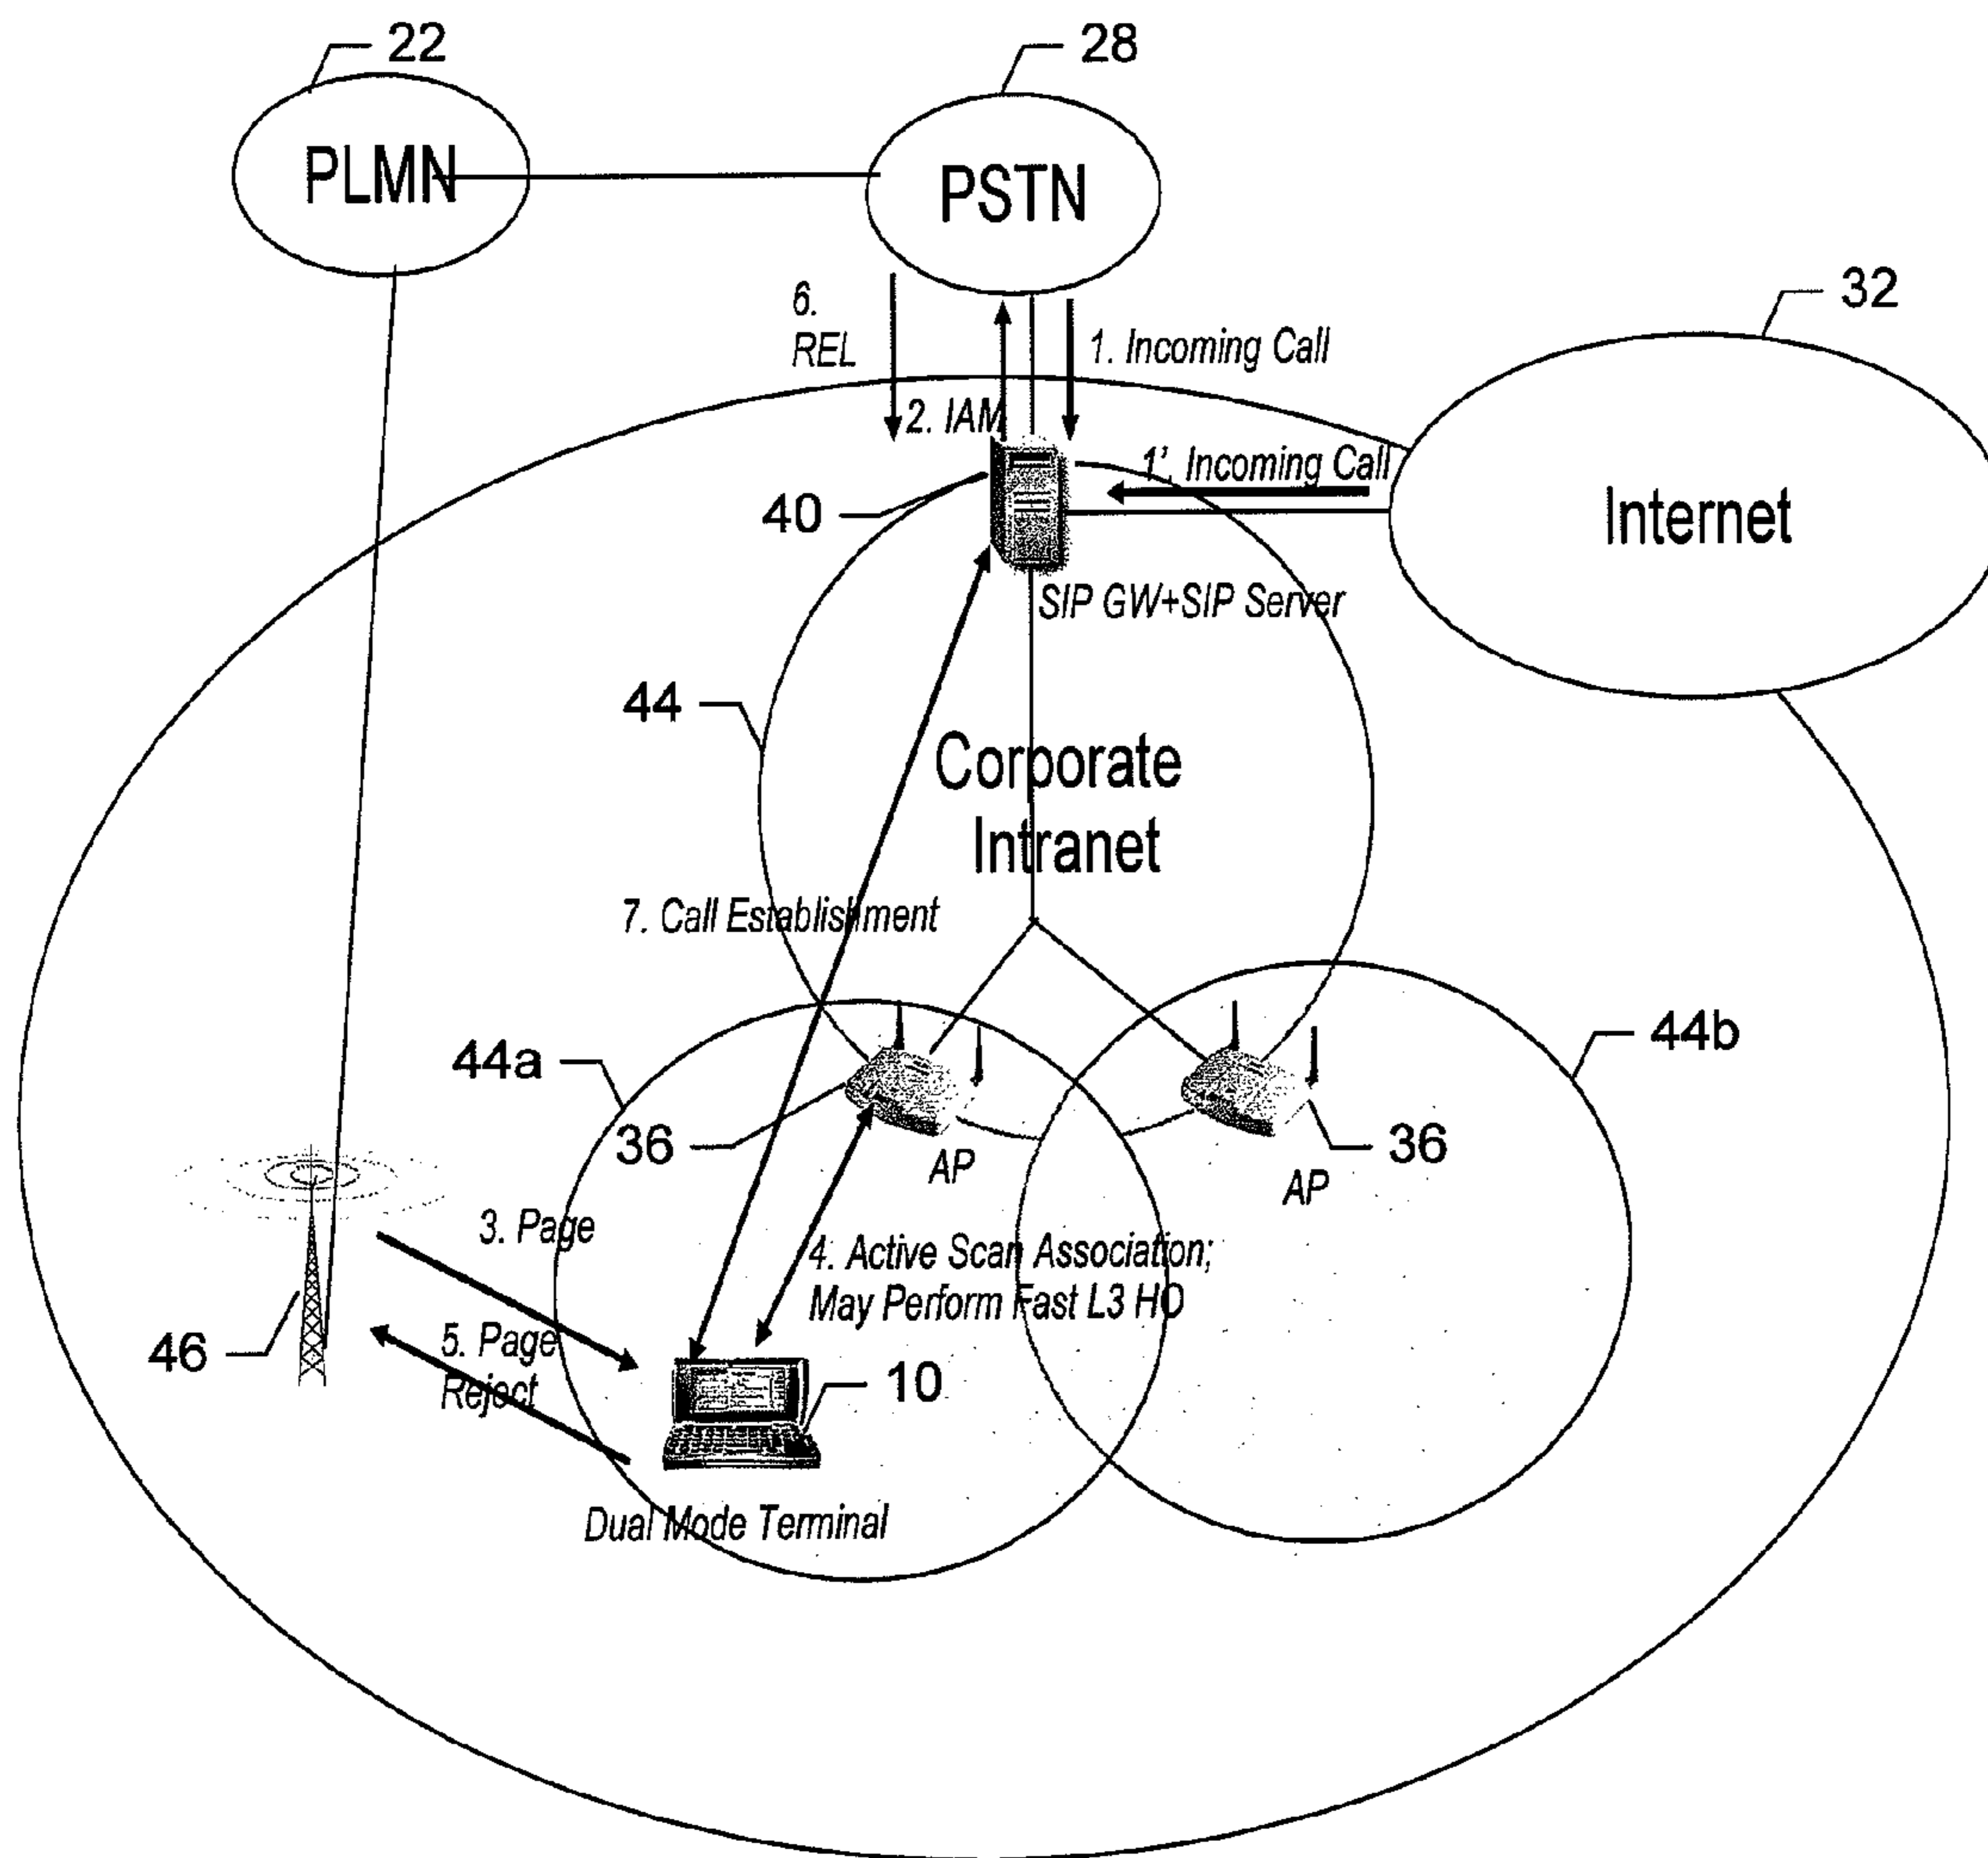 22
28
PLMN
PSTN
32
6.
REL
1. Incoming Call
2. IAM
1'. Incoming Call
40
Internet
SIP GW+SIP Server
44
Corporate
Intranet
7. Call Establishment
44a
44b
36
AP
36
AP
3. Page
4. Active Scan Association;
May Perform Fast L3 HO
46
5. Page
Reject
10
Dual Mode Terminal